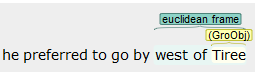 euclidean frame
(GroObj)
he preferred to go by west of Tiree